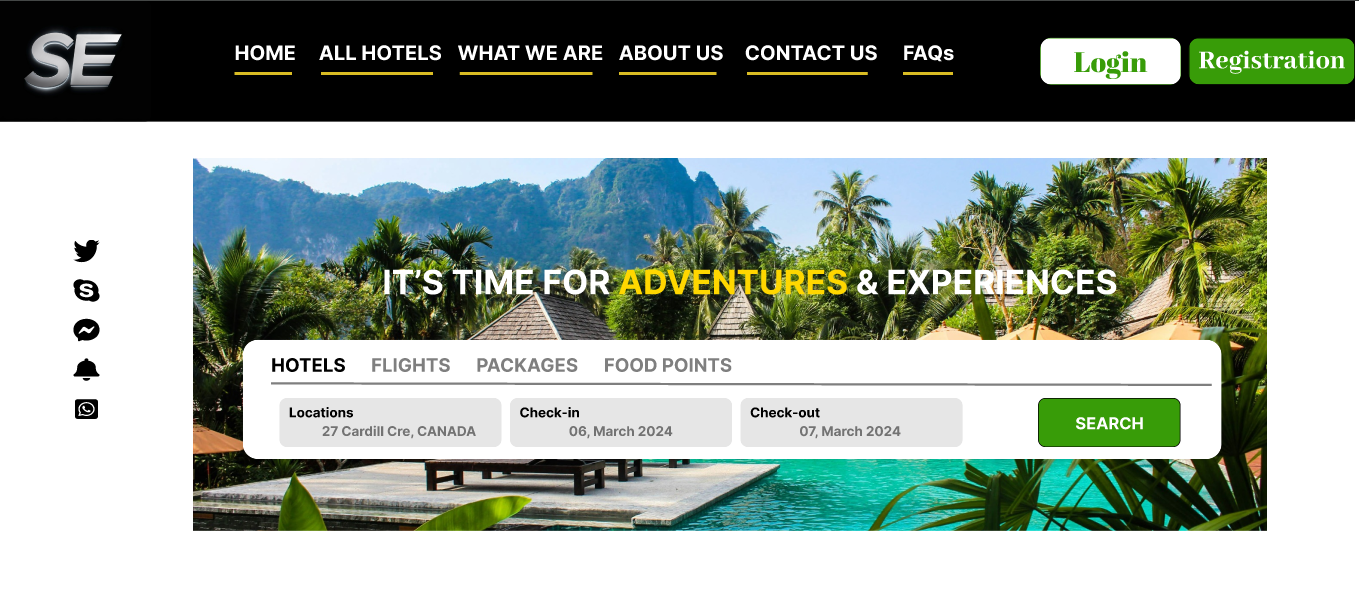 SE
HOME ALL HOTELS WHAT WE ARE ABOUT US CONTACT US FAQs
Login Registration
IT’S TIME FOR ADVENTURES & EXPERIENCES
HOTELS FLIGHTS PACKAGES FOOD POINTS
Locations Check-in Check-out
27 Cardill Cre, CANADA 06, March 2024 07, March 2024
SEARCH